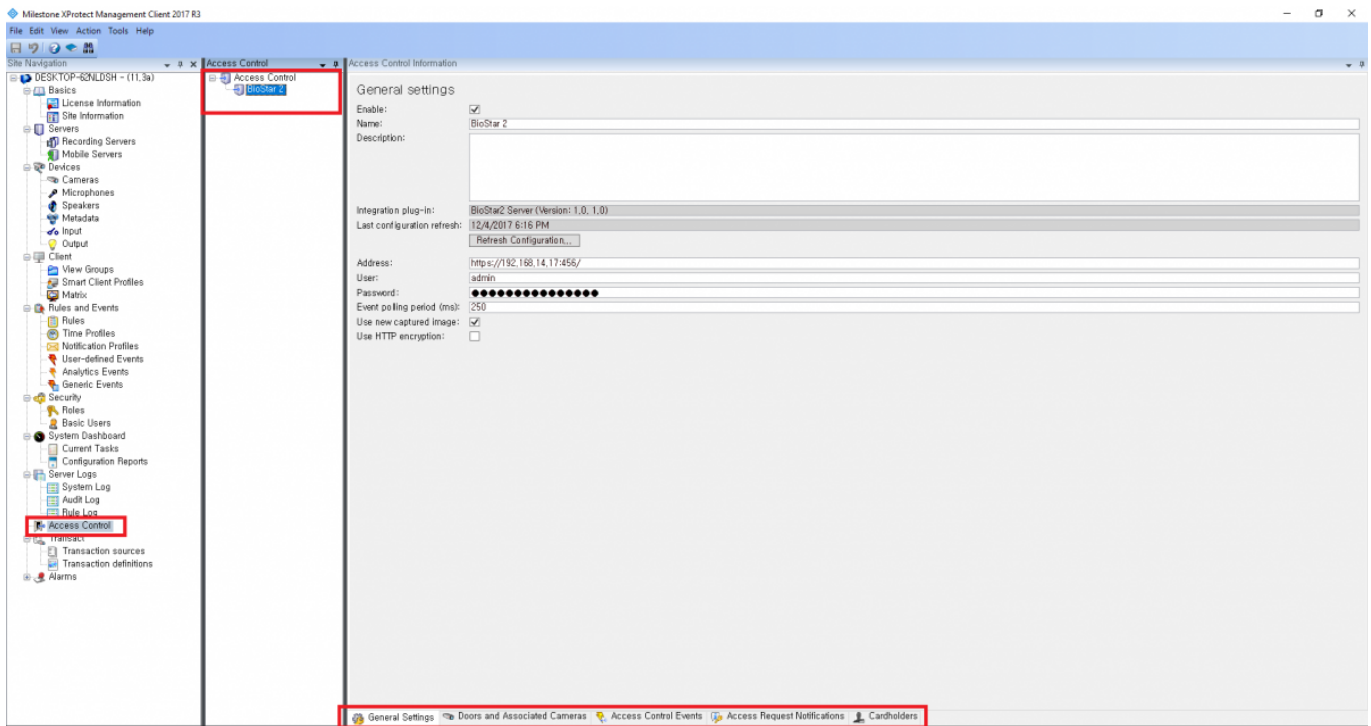 Milestone XProtect Management Client 2017 R3
File Edit View Action Tools Help
Site Navigation
DESKTOP-62NLDSH - (11,3a)
Basics
License Information
Site Information
Servers
Recording Servers
Mobile Servers
Devices
Cameras
Microphones
Speakers
Metadata
Input
Output
Client
View Groups
Smart Client Profiles
Matrix
Rules and Events
Rules
Time Profiles
Notification Profiles
User-defined Events
Analytics Events
Generic Events
Security
Roles
Basic Users
System Dashboard
Current Tasks
Configuration Reports
Server Logs
System Log
Audit Log
Rule Log
Access Control
Transact
Transaction sources
Transaction definitions
Alarms
Access Control
Access Control
BioStar 2
Access Control Information
General settings
Enable:
Name: BioStar 2
Description:
Integration plug-in: BioStar2 Server (Version: 1.0, 1.0)
Last configuration refresh: 12/4/2017 6:16 PM
Refresh Configuration...
Address: https://192,168,14,17:456/
User: admin
Password: ●●●●●●●●●●●●●●●
Event polling period (ms): 250
Use new captured image:
Use HTTP encryption:
General Settings Doors and Associated Cameras Access Control Events Access Request Notifications Cardholders